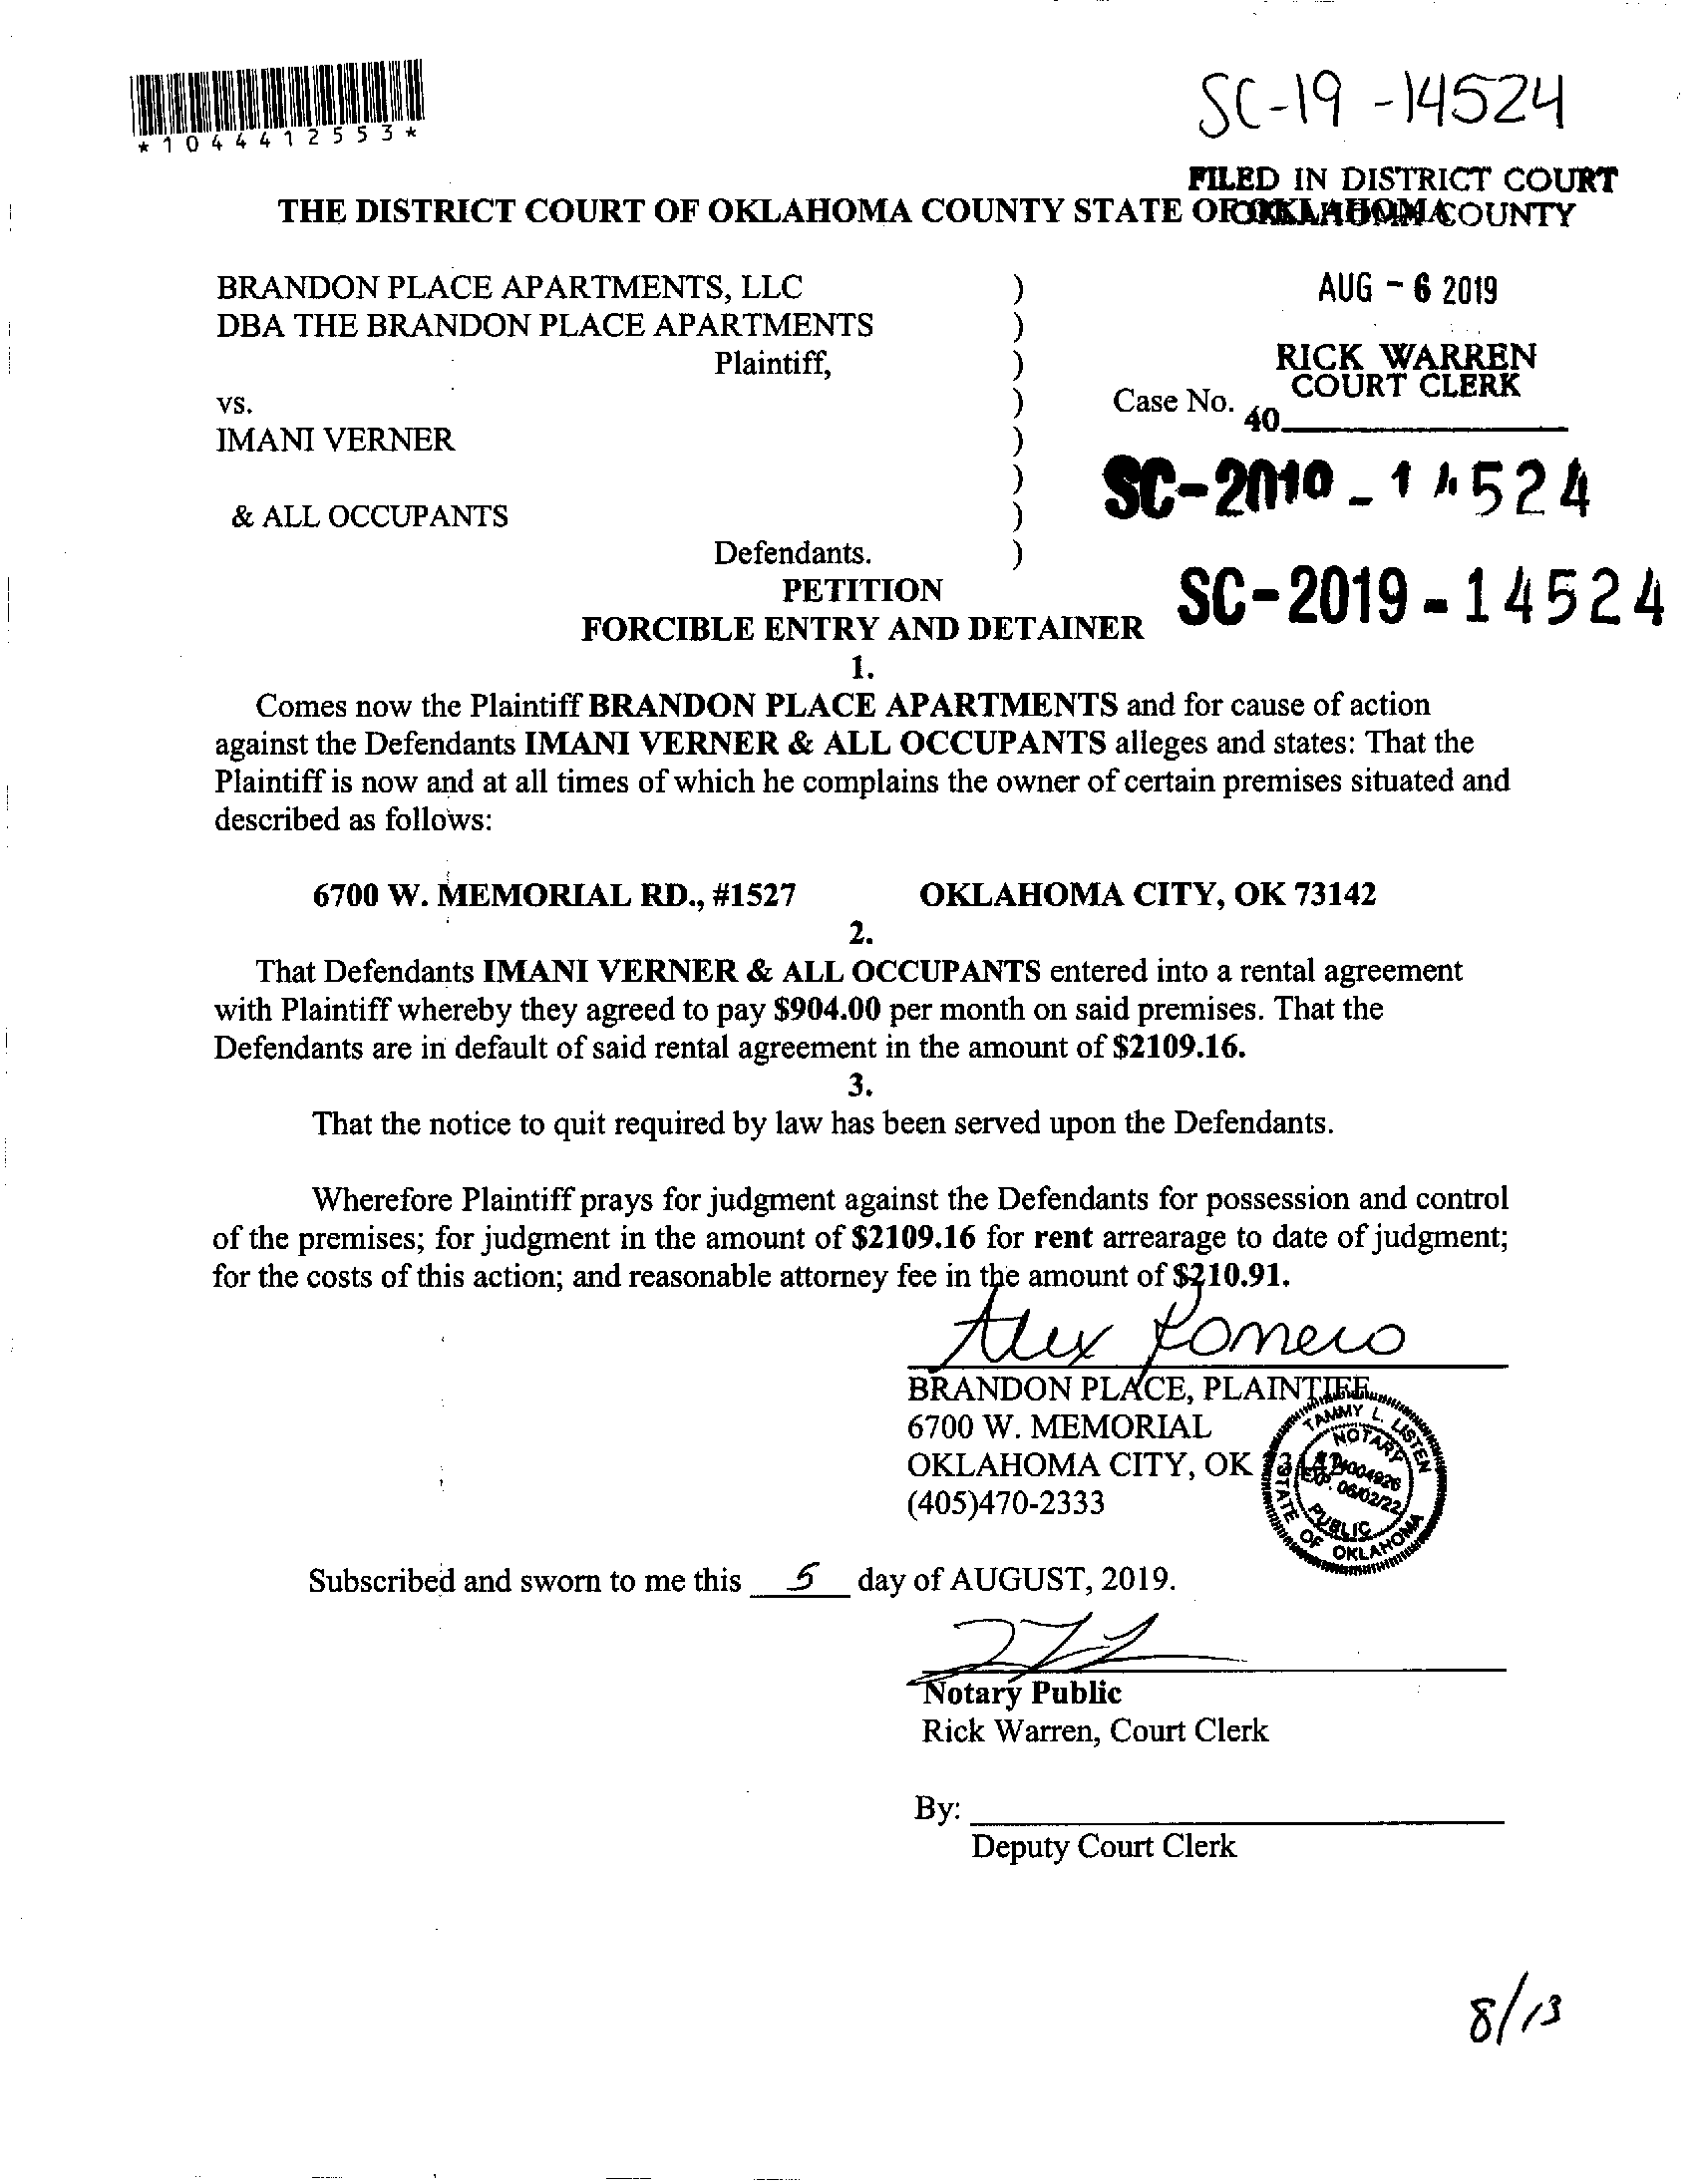 SC-19-14524
*1044412553*
FILED IN DISTRICT COURT
OKLAHOMA COUNTY
THE DISTRICT COURT OF OKLAHOMA COUNTY STATE OF OKLAHOMA
BRANDON PLACE APARTMENTS, LLC )
AUG - 6 2019
DBA THE BRANDON PLACE APARTMENTS )
Plaintiff, )
RICK WARREN
COURT CLERK
vs. )
Case No. 40
IMANI VERNER )
)
SC-2010-14524
& ALL OCCUPANTS )
Defendants. )
PETITION
SC-2019-14524
FORCIBLE ENTRY AND DETAINER
1.
Comes now the Plaintiff BRANDON PLACE APARTMENTS and for cause of action
against the Defendants IMANI VERNER & ALL OCCUPANTS alleges and states: That the
Plaintiff is now and at all times of which he complains the owner of certain premises situated and
described as follows:
6700 W. MEMORIAL RD., #1527 OKLAHOMA CITY, OK 73142
2.
That Defendants IMANI VERNER & ALL OCCUPANTS entered into a rental agreement
with Plaintiff whereby they agreed to pay $904.00 per month on said premises. That the
Defendants are in default of said rental agreement in the amount of $2109.16.
3.
That the notice to quit required by law has been served upon the Defendants.
Wherefore Plaintiff prays for judgment against the Defendants for possession and control
of the premises; for judgment in the amount of $2109.16 for rent arrearage to date of judgment;
for the costs of this action; and reasonable attorney fee in the amount of $210.91.
Alex Romero
BRANDON PLACE, PLAINTIFF
6700 W. MEMORIAL
OKLAHOMA CITY, OK
(405)470-2333
TAMMY L. LISTEN
NOTARY
EXP. 06/02/22
PUBLIC
STATE OF OKLAHOMA
Subscribed and sworn to me this 5 day of AUGUST, 2019.
Notary Public
Rick Warren, Court Clerk
By:
Deputy Court Clerk
8/13